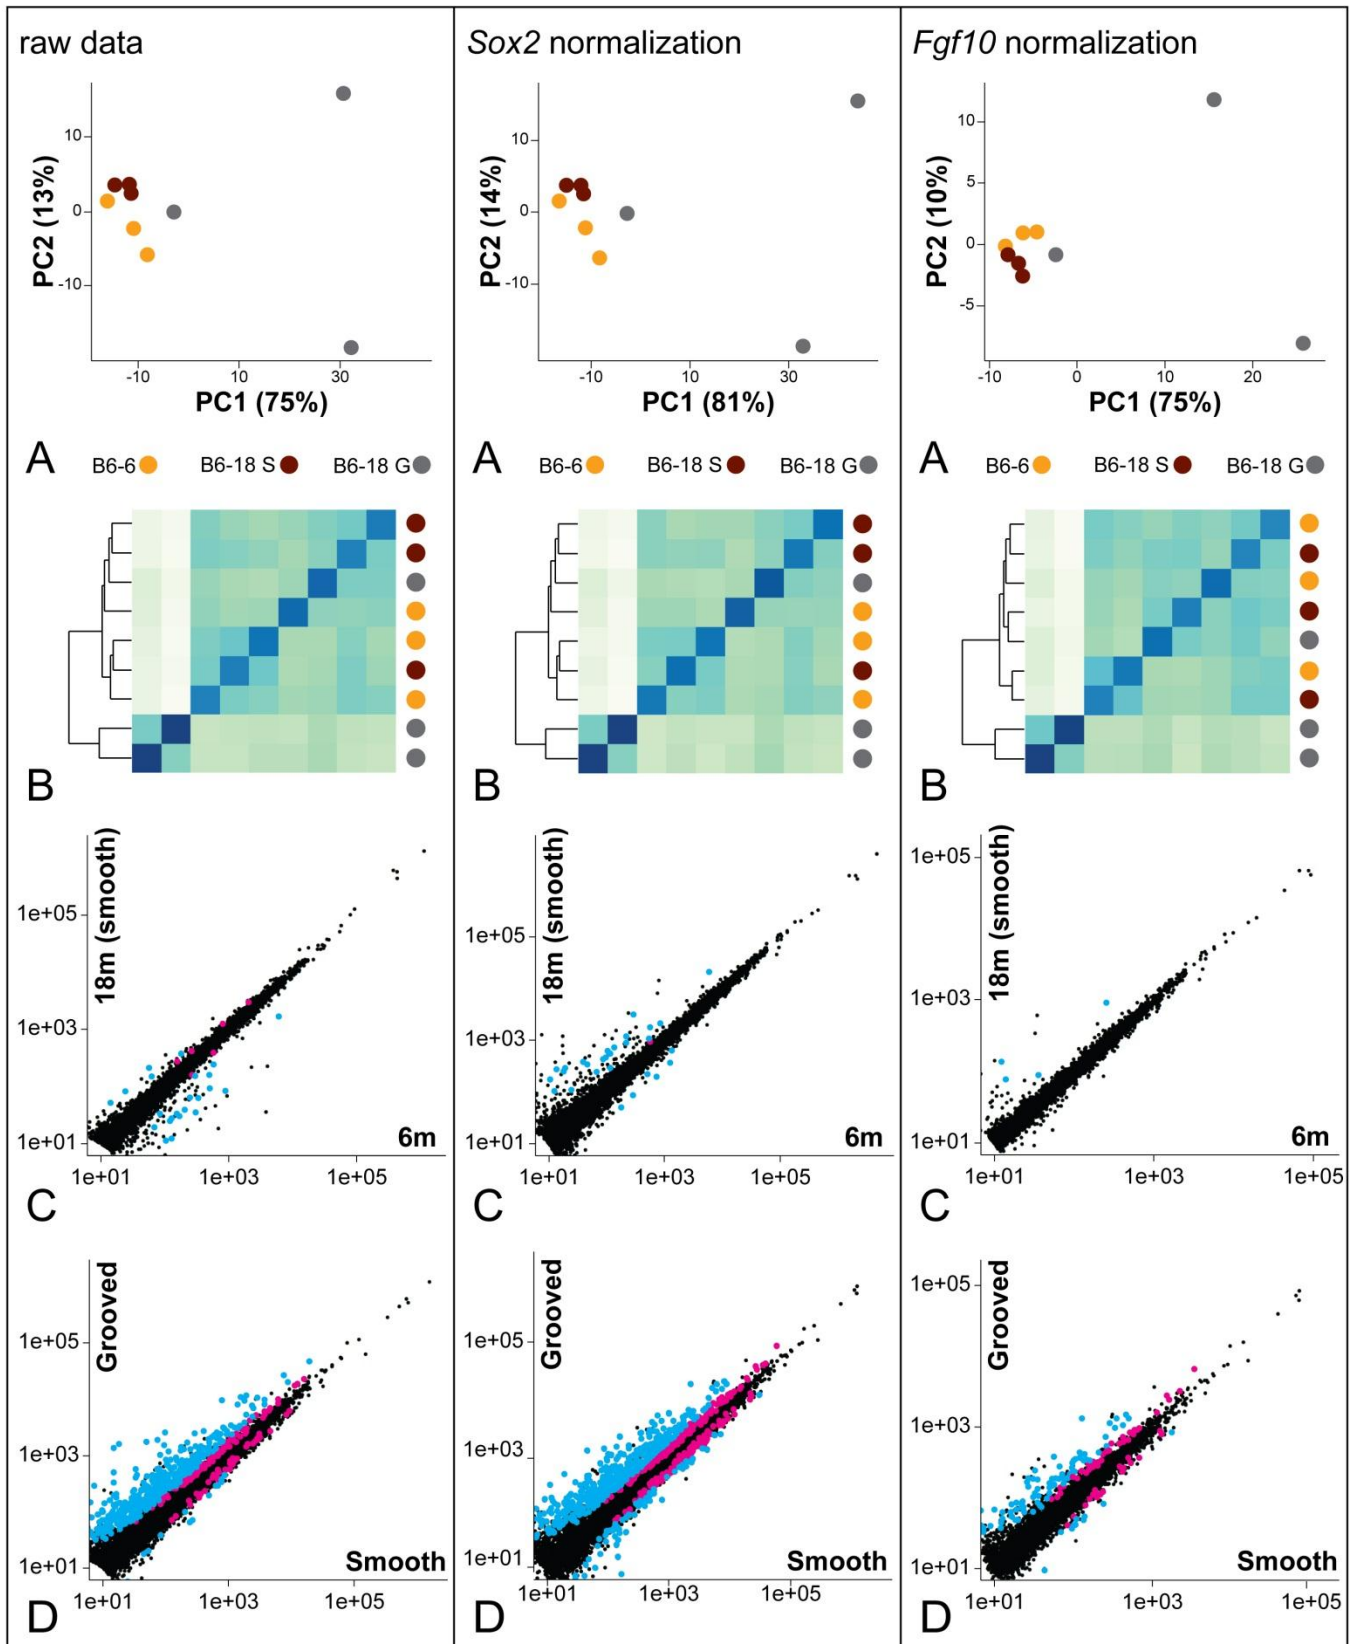 raw data
PC2 (13%)
10
0
-10
-10
10
30
PC1 (75%)
A
B6-6
B6-18 S
B6-18 G
B
18m (smooth)
1e+05
1e+03
1e+01
6m
1e+01
1e+03
1e+05
C
Grooved
1e+05
1e+03
1e+01
Smooth
1e+01
1e+03
1e+05
D
Sox2 normalization
PC2 (14%)
10
0
-10
-10
10
30
PC1 (81%)
A
B6-6
B6-18 S
B6-18 G
B
18m (smooth)
1e+05
1e+03
1e+01
6m
1e+01
1e+03
1e+05
C
Grooved
1e+05
1e+03
1e+01
Smooth
1e+01
1e+03
1e+05
D
Fgf10 normalization
PC2 (10%)
10
5
0
-5
-10
0
10
20
PC1 (75%)
A
B6-6
B6-18 S
B6-18 G
B
18m (smooth)
1e+05
1e+03
1e+01
6m
1e+01
1e+03
1e+05
C
Grooved
1e+05
1e+03
1e+01
Smooth
1e+01
1e+03
1e+05
D